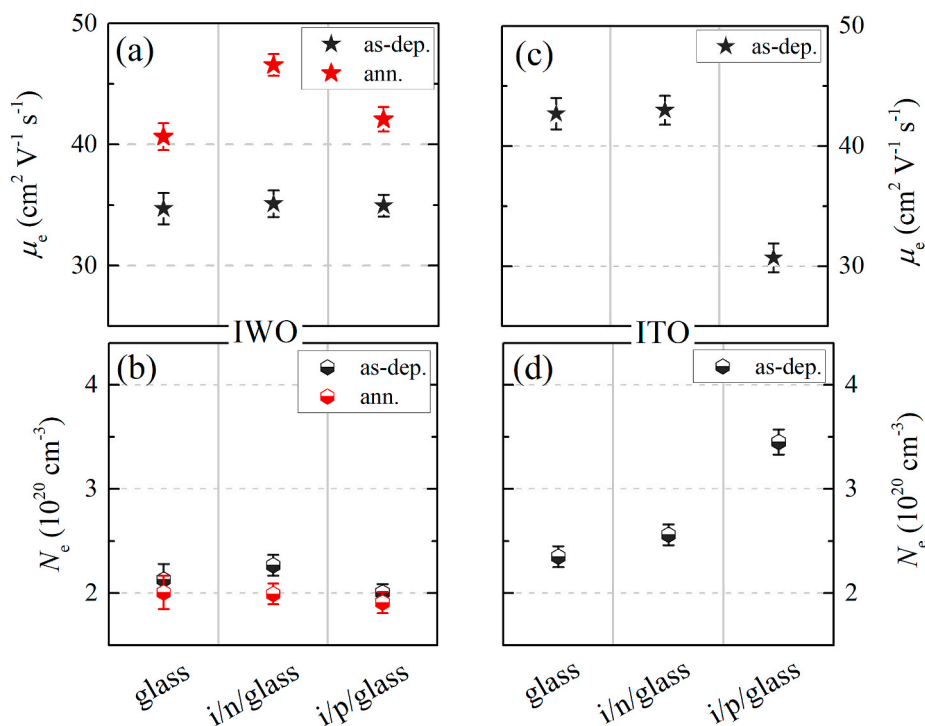 (a)
as-dep.
ann.
50
40
30
μe (cm² V⁻¹ s⁻¹)
(c)
as-dep.
50
40
30
μe (cm² V⁻¹ s⁻¹)
IWO
ITO
(b)
as-dep.
ann.
4
3
2
Ne (10²⁰ cm⁻³)
(d)
as-dep.
4
3
2
Ne (10²⁰ cm⁻³)
glass
i/n/glass
i/p/glass
glass
i/n/glass
i/p/glass